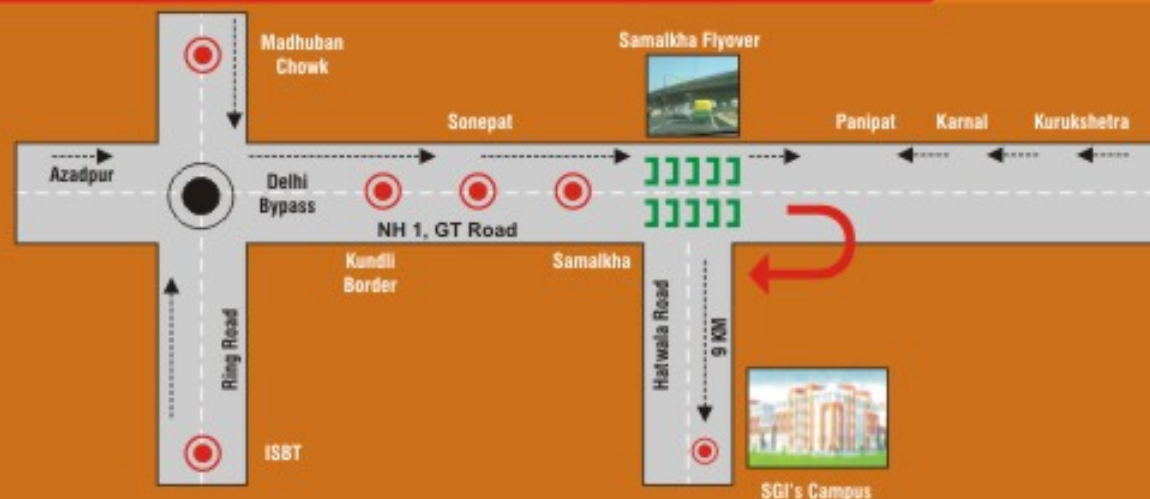 Madhuban
Chowk
Samalkha Flyover
Sonepat
Panipat
Karnal
Kurukshetra
Azadpur
Delhi
Bypass
NH 1, GT Road
Kundli
Border
Samalkha
Ring Road
Hatwala Road
9 KM
ISBT
SGI's Campus